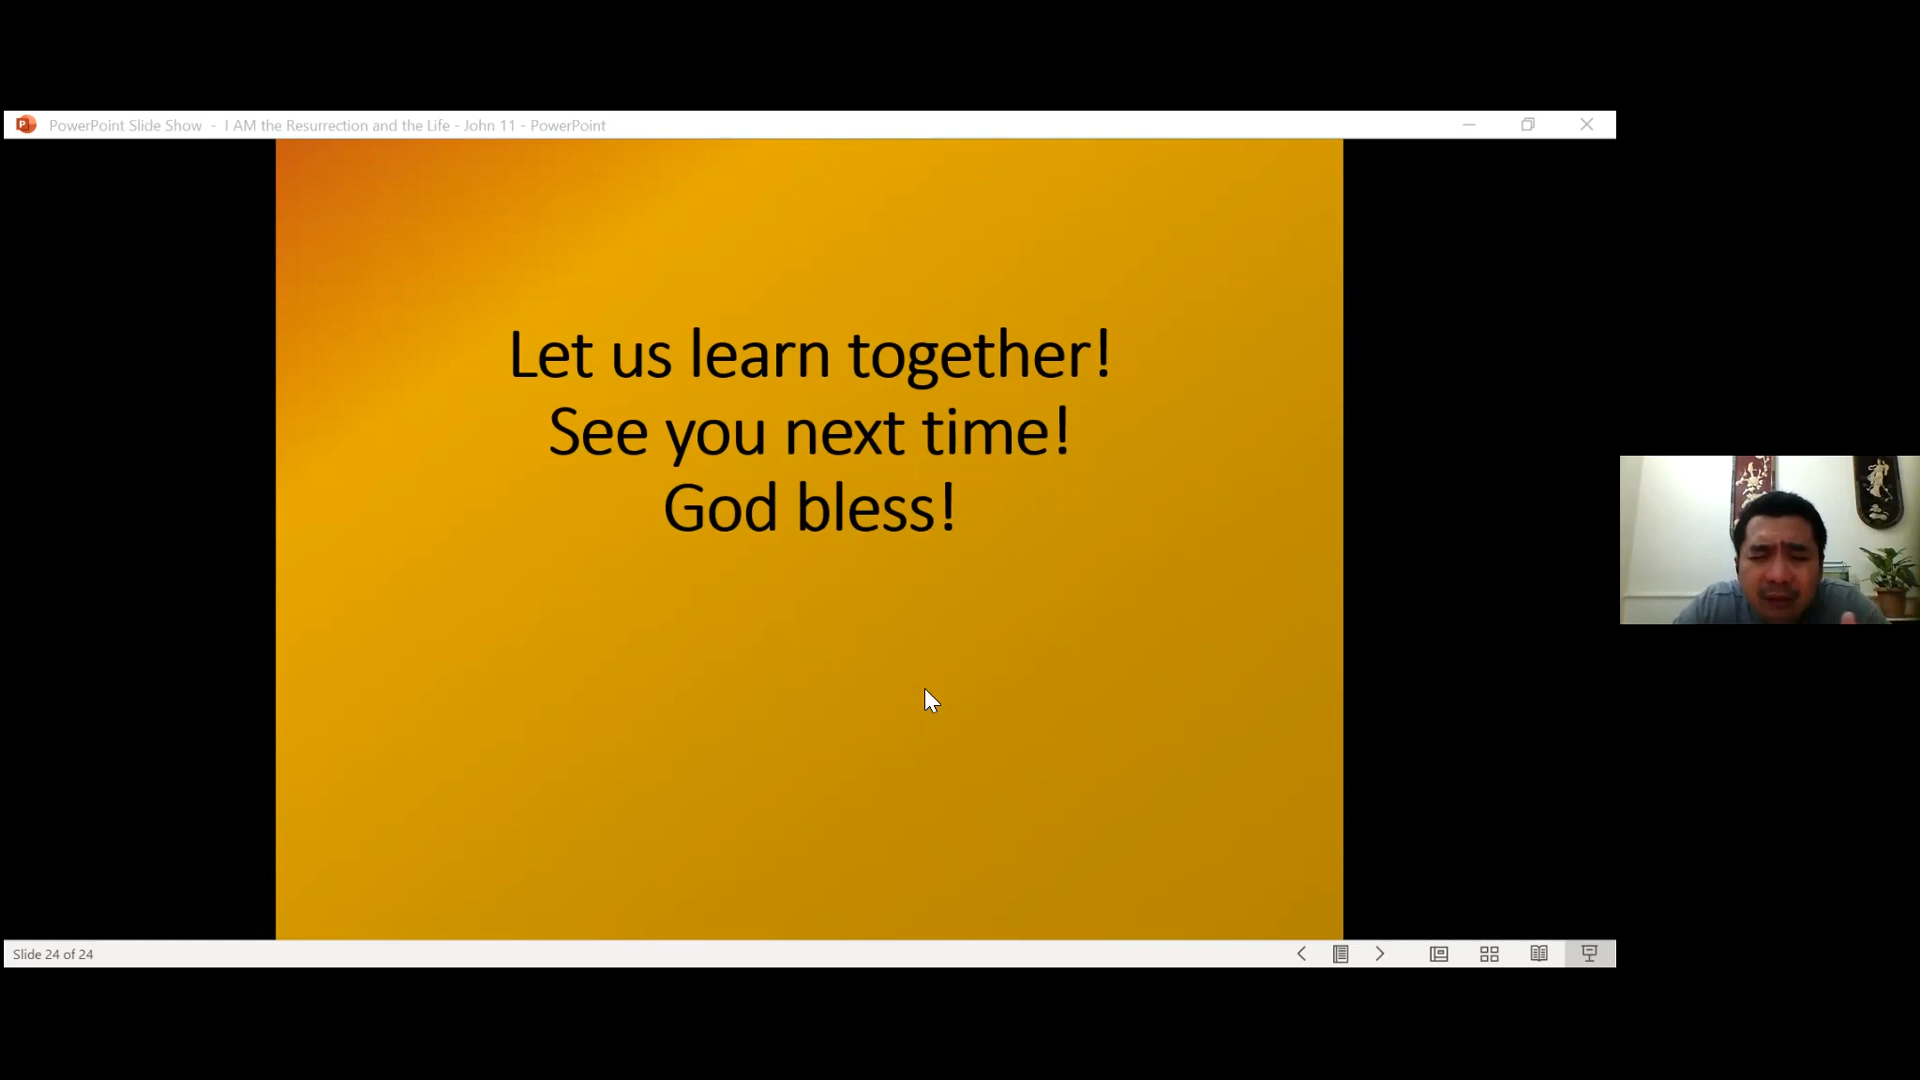 PowerPoint Slide Show - I AM the Resurrection and the Life - John 11 - PowerPoint
Let us learn together!
See you next time!
God bless!
Slide 24 of 24